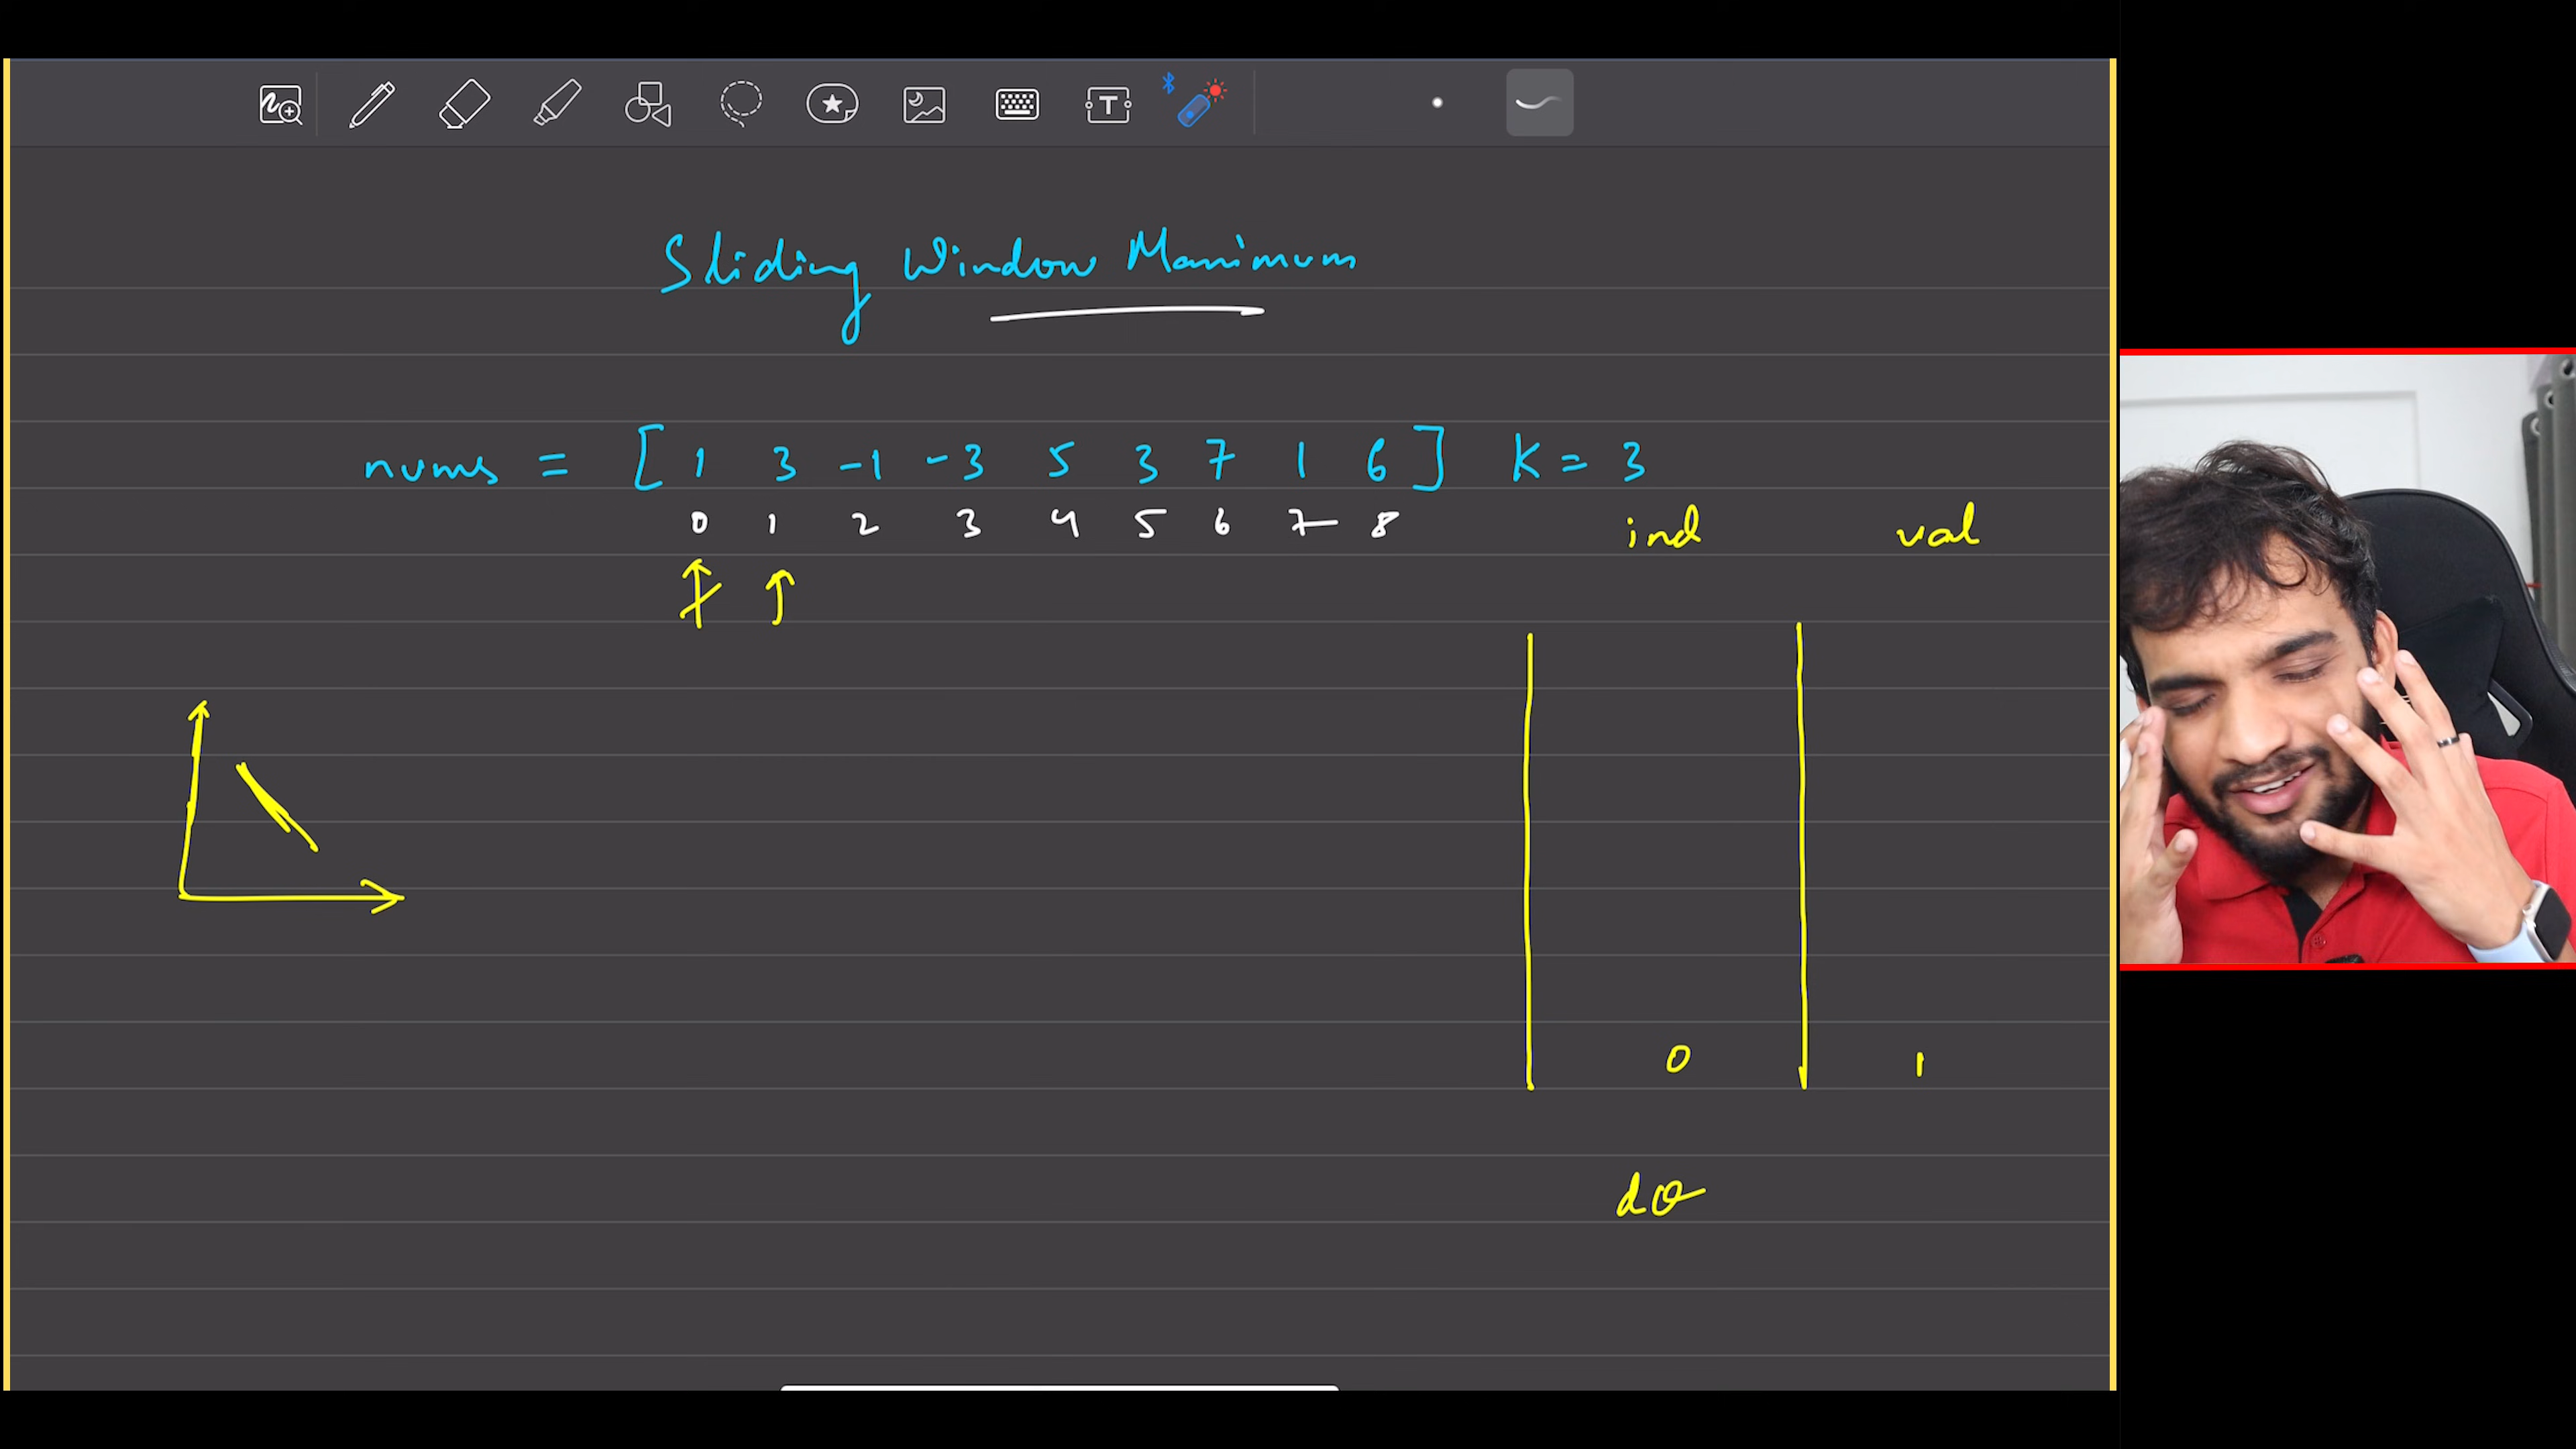 Sliding Window Maximum
nums = [ 1 3 -1 -3 5 3 7 1 6 ] K = 3
0 1 2 3 4 5 6 7 8 ind val
0 1
dQ